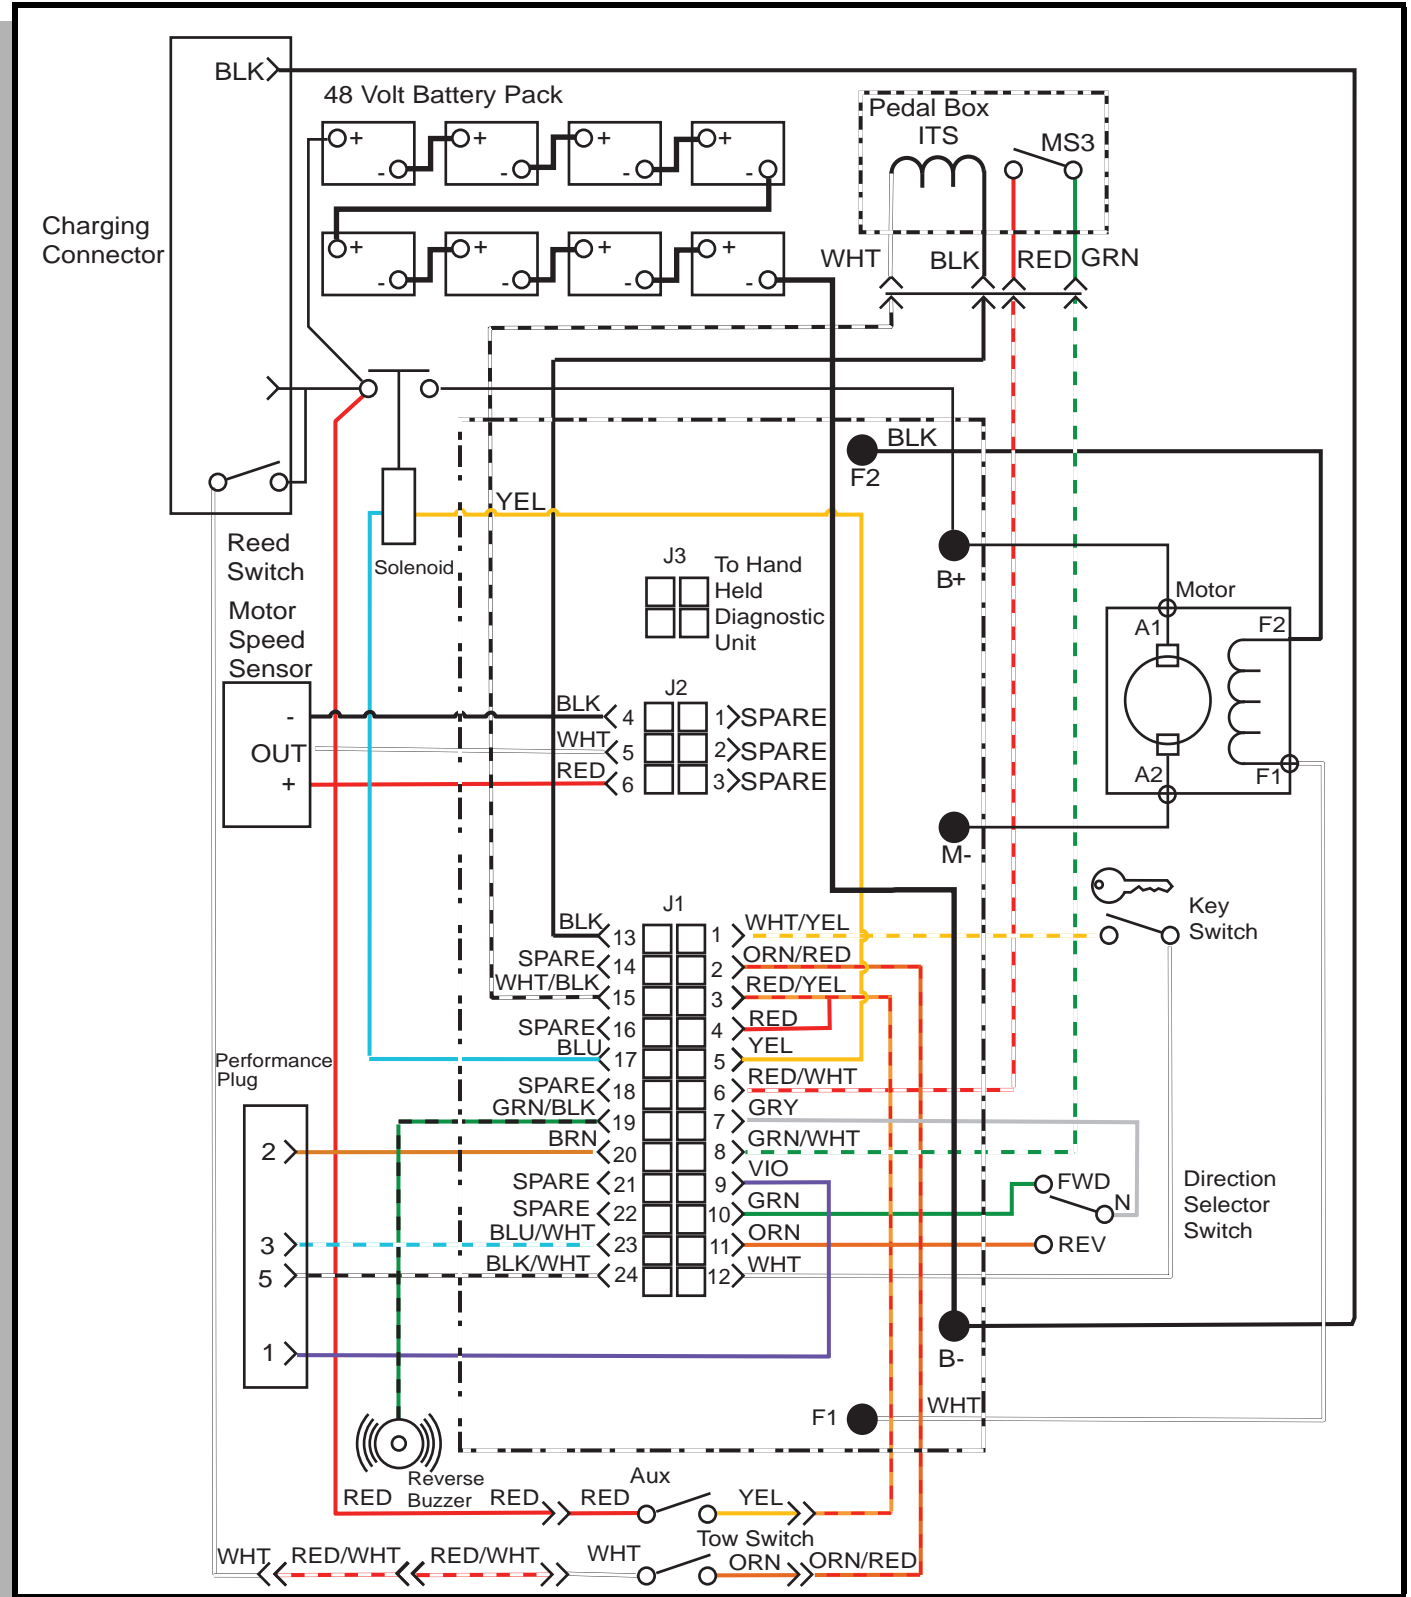 BLK
48 Volt Battery Pack
+ + + +
- - - -
+ + + +
- - - -
Charging
Connector
Pedal Box
ITS
MS3
WHT
BLK
RED
GRN
BLK
F2
YEL
Solenoid
Reed
Switch
J3
To Hand
Held
Diagnostic
Unit
B+
Motor
A1
F2
A2
F1
M-
Motor
Speed
Sensor
-
OUT
+
J2
BLK 4 1 SPARE
WHT 5 2 SPARE
RED 6 3 SPARE
Key
Switch
J1
BLK 13 1 WHT/YEL
SPARE 14 2 ORN/RED
WHT/BLK 15 3 RED/YEL
SPARE 16 4 RED
BLU 17 5 YEL
SPARE 18 6 RED/WHT
GRN/BLK 19 7 GRY
BRN 20 8 GRN/WHT
SPARE 21 9 VIO
SPARE 22 10 GRN
BLU/WHT 23 11 ORN
BLK/WHT 24 12 WHT
Performance
Plug
2
3
5
1
FWD
N
REV
Direction
Selector
Switch
B-
F1
WHT
Reverse
Buzzer
Aux
RED RED RED YEL
Tow Switch
WHT RED/WHT RED/WHT WHT ORN ORN/RED